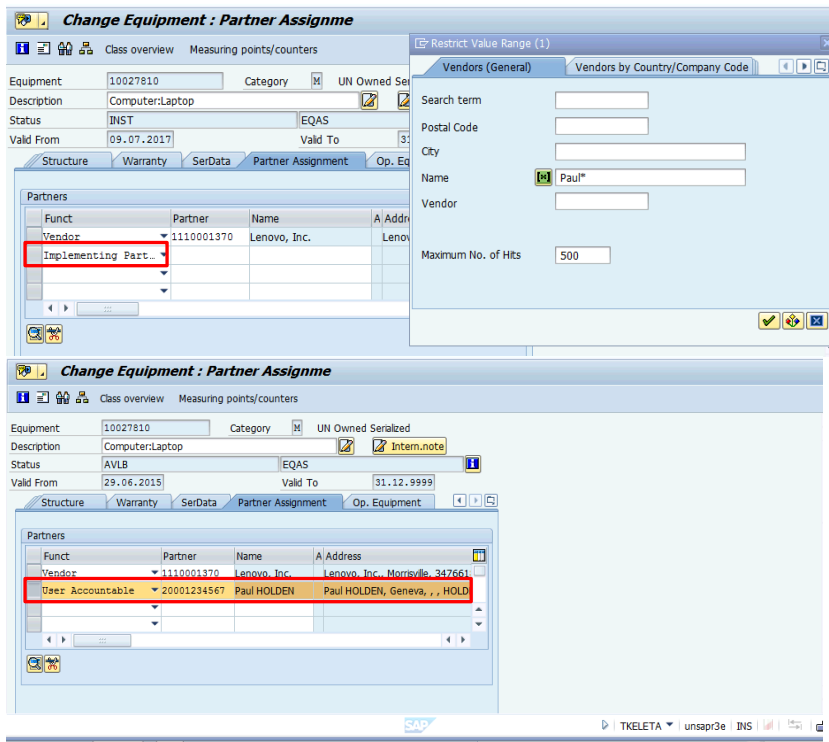 Change Equipment : Partner Assignme
Class overview Measuring points/counters
Equipment 10027810 Category M UN Owned Ser
Description Computer:Laptop
Status INST EQAS
Valid From 09.07.2017 Valid To 31
Structure Warranty SerData Partner Assignment Op. Eq
Partners
Funct Partner Name A Addre
Vendor 1110001370 Lenovo, Inc. Lenov
Implementing Part…
Restrict Value Range (1)
Vendors (General) Vendors by Country/Company Code
Search term
Postal Code
City
Name Paul*
Vendor
Maximum No. of Hits 500
Change Equipment : Partner Assignme
Class overview Measuring points/counters
Equipment 10027810 Category M UN Owned Serialized
Description Computer:Laptop Intern.note
Status AVLB EQAS
Valid From 29.06.2015 Valid To 31.12.9999
Structure Warranty SerData Partner Assignment Op. Equipment
Partners
Funct Partner Name A Address
Vendor 1110001370 Lenovo, Inc. Lenovo, Inc., Morrisville, 347661
User Accountable 20001234567 Paul HOLDEN Paul HOLDEN, Geneva, , , HOLD
SAP
TKELETA unsapr3e INS